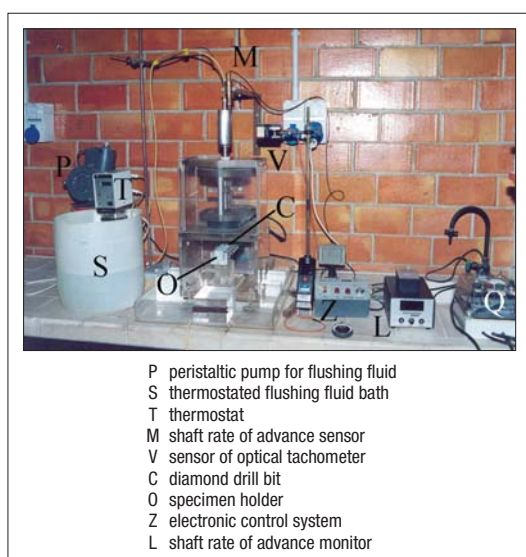 M
P
V
T
C
S
O
Z
L
Q
P peristaltic pump for flushing fluid
S thermostated flushing fluid bath
T thermostat
M shaft rate of advance sensor
V sensor of optical tachometer
C diamond drill bit
O specimen holder
Z electronic control system
L shaft rate of advance monitor